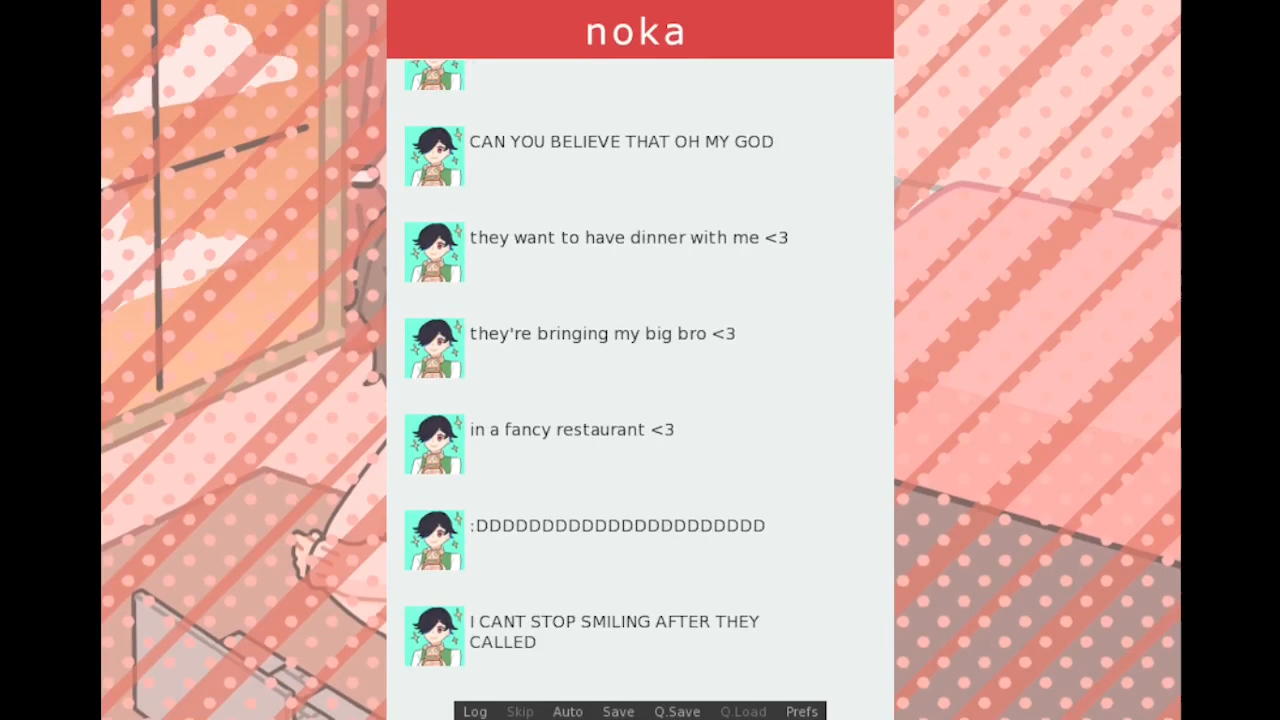 noka
CAN YOU BELIEVE THAT OH MY GOD
they want to have dinner with me <3
they're bringing my big bro <3
in a fancy restaurant <3
:DDDDDDDDDDDDDDDDDDDDDD
I CANT STOP SMILING AFTER THEY
CALLED
Log Skip Auto Save Q.Save Q.Load Prefs